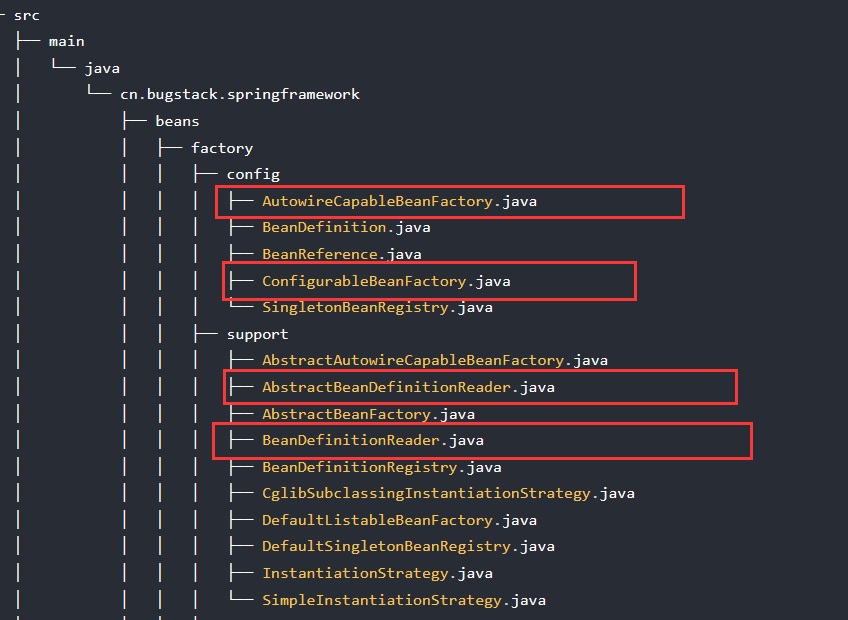 src
├── main
│   └── java
│       └── cn.bugstack.springframework
│           ├── beans
│           │   ├── factory
│           │   │   ├── config
│           │   │   │   ├── AutowireCapableBeanFactory.java
│           │   │   │   ├── BeanDefinition.java
│           │   │   │   ├── BeanReference.java
│           │   │   │   ├── ConfigurableBeanFactory.java
│           │   │   │   └── SingletonBeanRegistry.java
│           │   │   ├── support
│           │   │   │   ├── AbstractAutowireCapableBeanFactory.java
│           │   │   │   ├── AbstractBeanDefinitionReader.java
│           │   │   │   ├── AbstractBeanFactory.java
│           │   │   │   ├── BeanDefinitionReader.java
│           │   │   │   ├── BeanDefinitionRegistry.java
│           │   │   │   ├── CglibSubclassingInstantiationStrategy.java
│           │   │   │   ├── DefaultListableBeanFactory.java
│           │   │   │   ├── DefaultSingletonBeanRegistry.java
│           │   │   │   ├── InstantiationStrategy.java
│           │   │   │   └── SimpleInstantiationStrategy.java